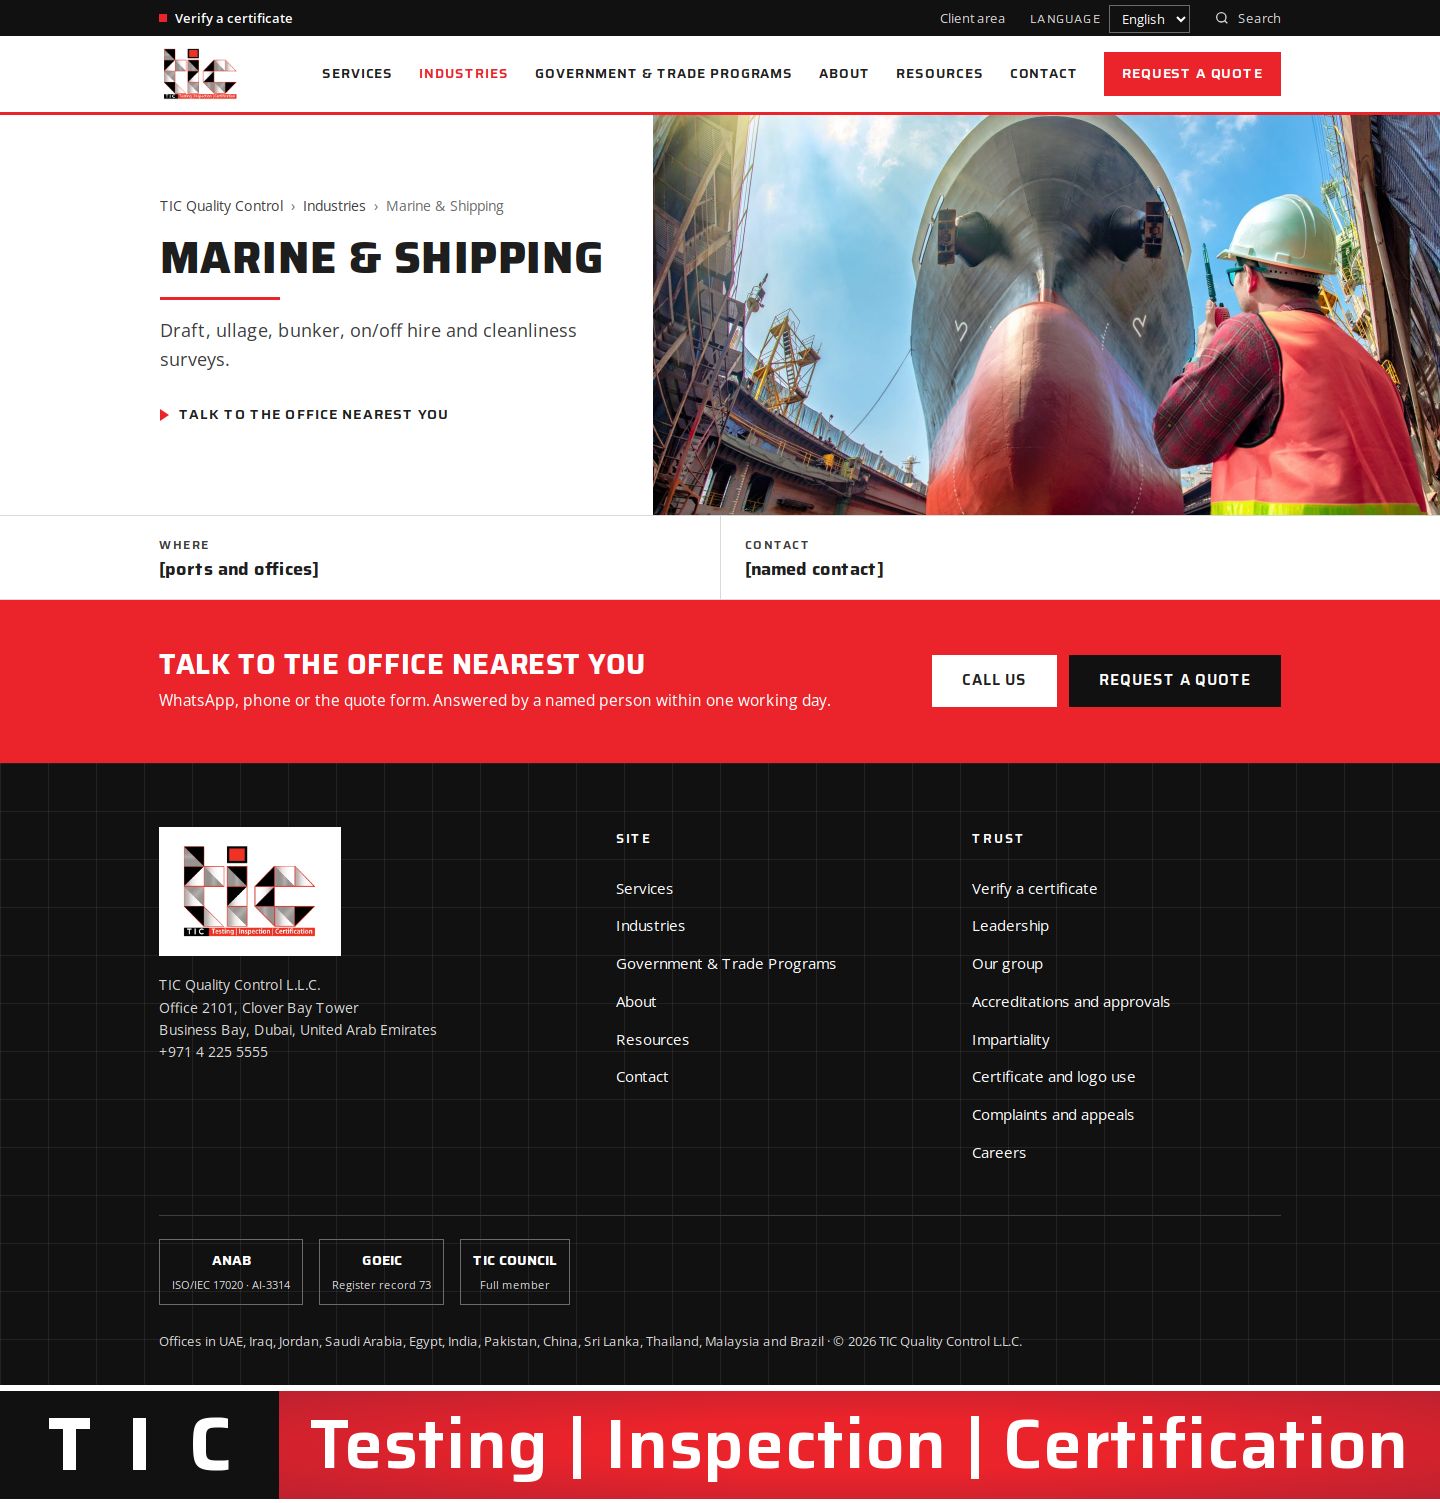 Verify a certificate
Client area
LANGUAGE
English
Search
tic
TIC Testing | Inspection | Certification
SERVICES
INDUSTRIES
GOVERNMENT & TRADE PROGRAMS
ABOUT
RESOURCES
CONTACT
REQUEST A QUOTE
TIC Quality Control › Industries › Marine & Shipping
MARINE & SHIPPING
Draft, ullage, bunker, on/off hire and cleanliness
surveys.
TALK TO THE OFFICE NEAREST YOU
WHERE
[ports and offices]
CONTACT
[named contact]
TALK TO THE OFFICE NEAREST YOU
WhatsApp, phone or the quote form. Answered by a named person within one working day.
CALL US
REQUEST A QUOTE
tic
TIC Testing | Inspection | Certification
TIC Quality Control L.L.C.
Office 2101, Clover Bay Tower
Business Bay, Dubai, United Arab Emirates
+971 4 225 5555
SITE
Services
Industries
Government & Trade Programs
About
Resources
Contact
TRUST
Verify a certificate
Leadership
Our group
Accreditations and approvals
Impartiality
Certificate and logo use
Complaints and appeals
Careers
ANAB
ISO/IEC 17020 · AI-3314
GOEIC
Register record 73
TIC COUNCIL
Full member
Offices in UAE, Iraq, Jordan, Saudi Arabia, Egypt, India, Pakistan, China, Sri Lanka, Thailand, Malaysia and Brazil · © 2026 TIC Quality Control L.L.C.
TIC Testing | Inspection | Certification